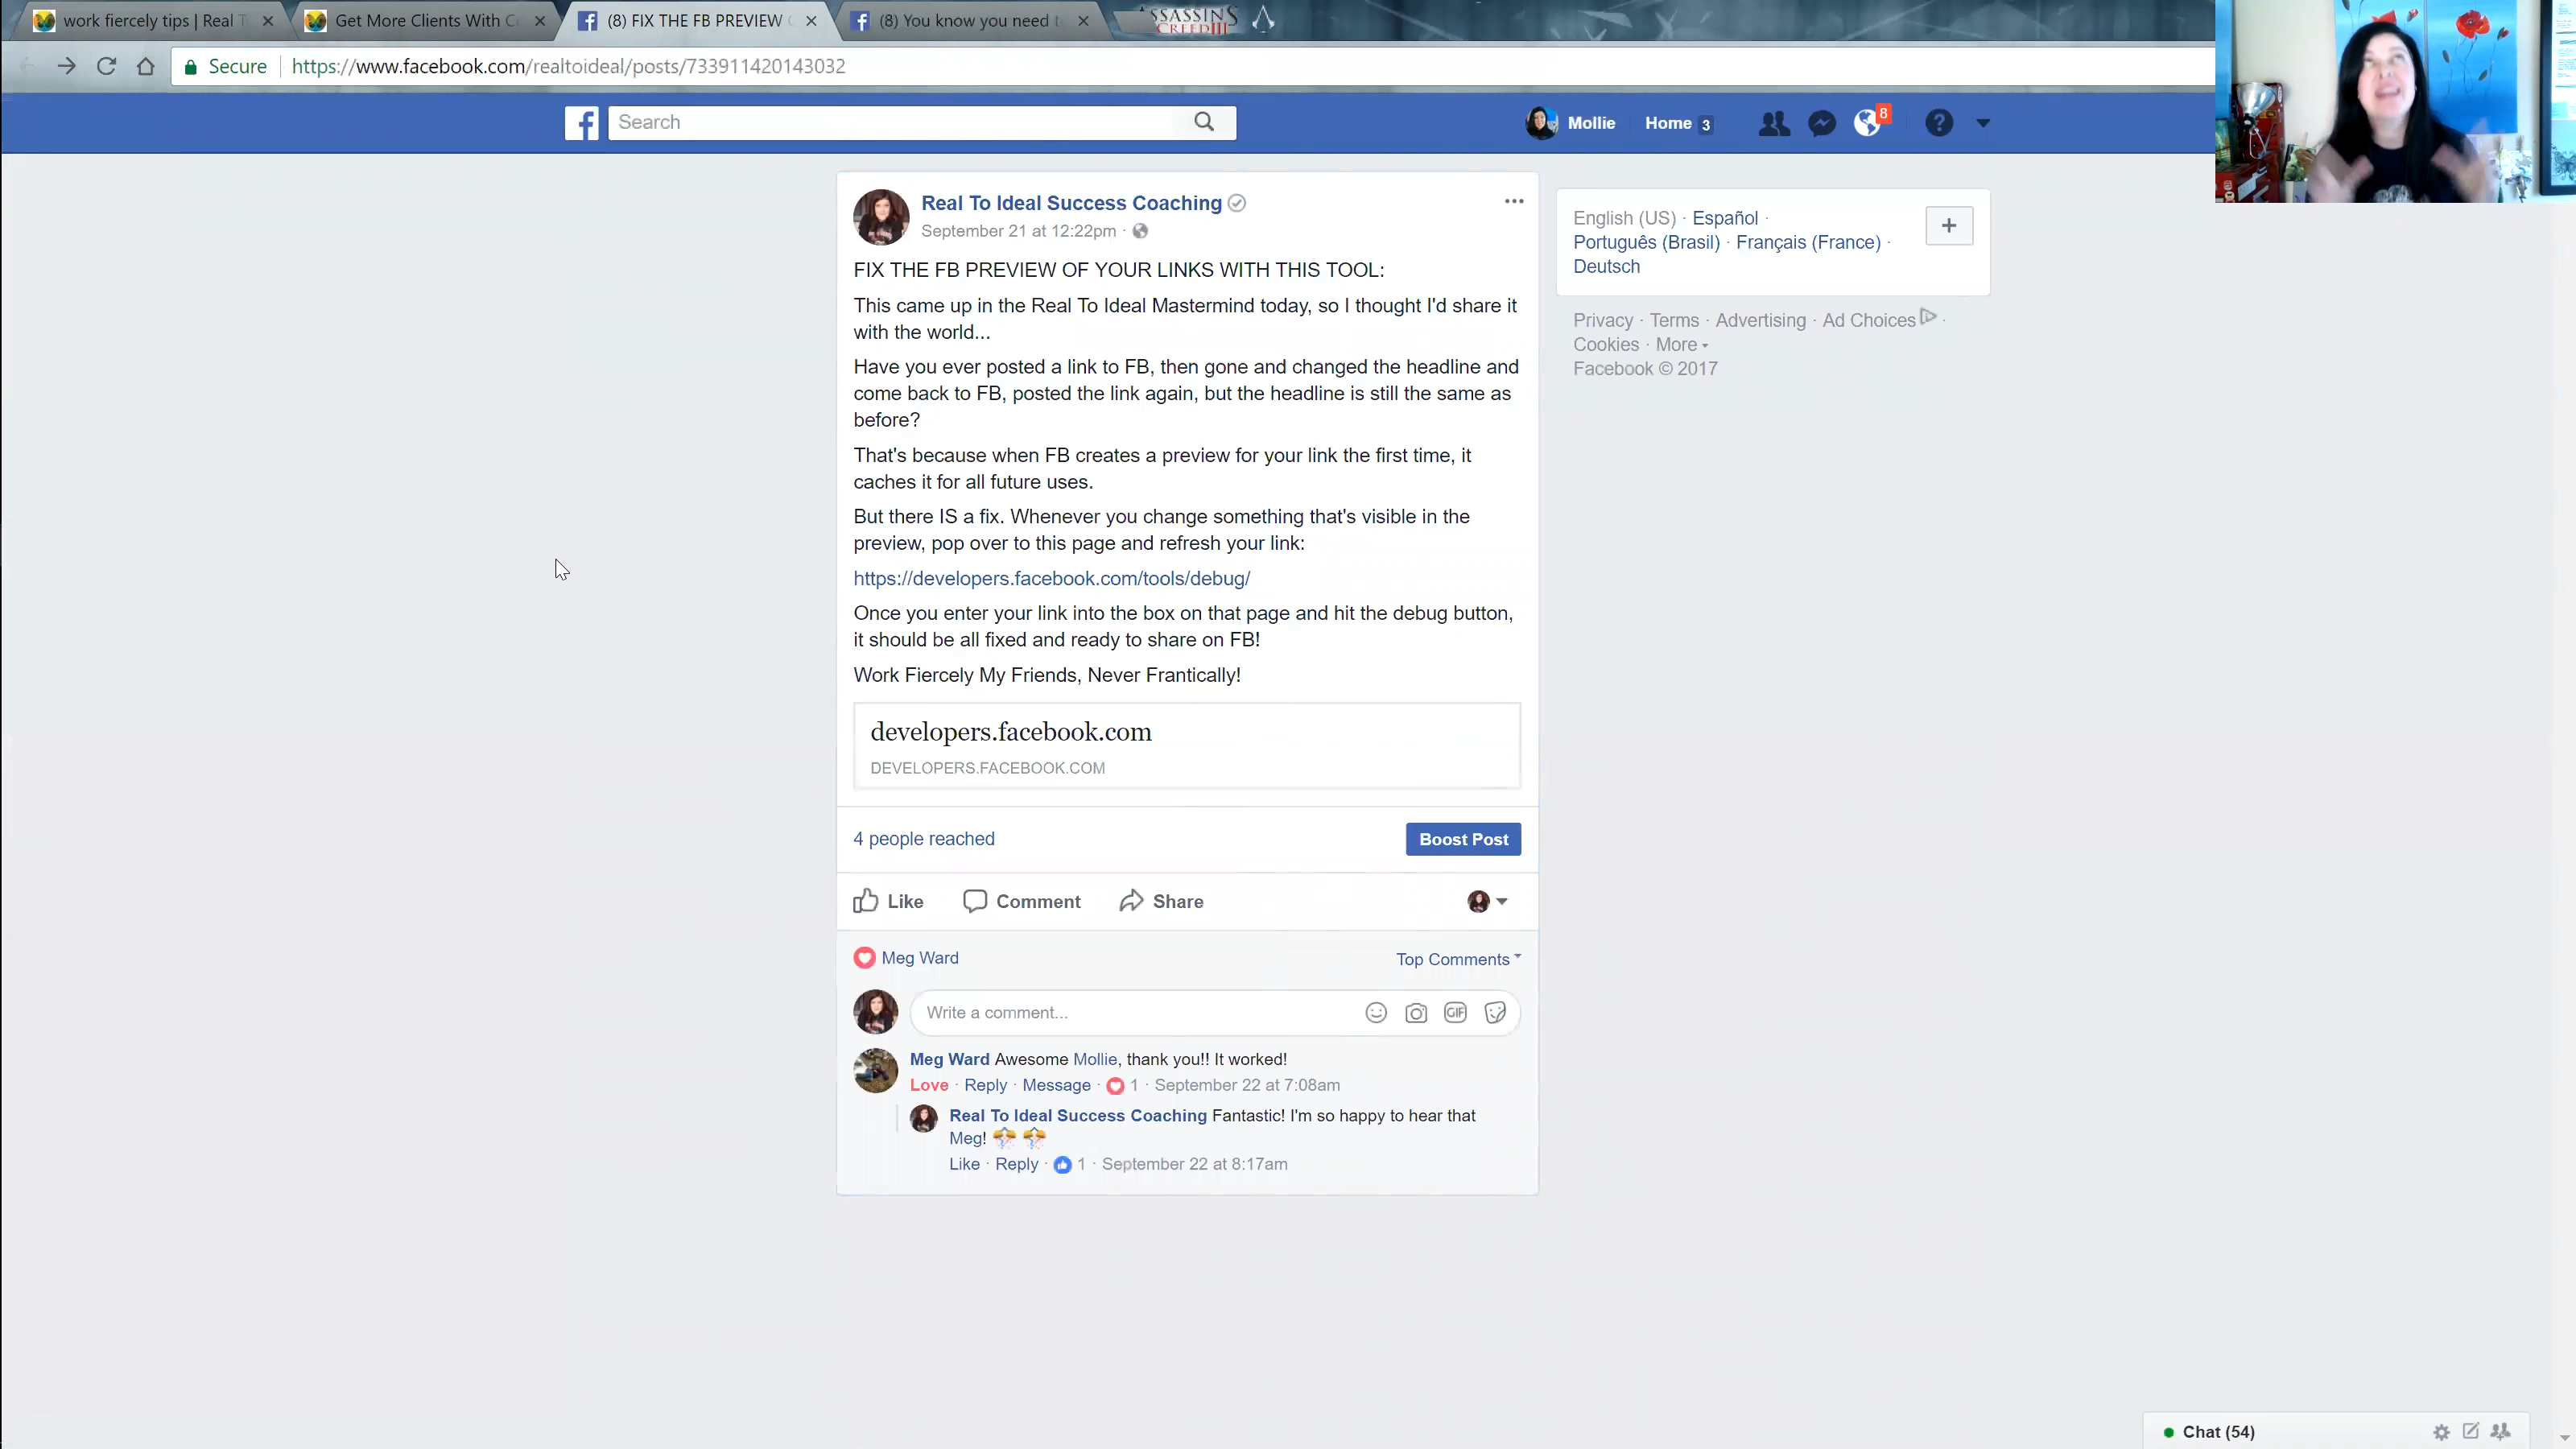 work fiercely tips | Real T
Get More Clients With C
(8) FIX THE FB PREVIEW
(8) You know you need t
ASSASSINS
CREED III
Secure
https://www.facebook.com/realtoideal/posts/733911420143032
Search
Mollie
Home 3
8
Real To Ideal Success Coaching
September 21 at 12:22pm ·
FIX THE FB PREVIEW OF YOUR LINKS WITH THIS TOOL:
This came up in the Real To Ideal Mastermind today, so I thought I'd share it
with the world...
Have you ever posted a link to FB, then gone and changed the headline and
come back to FB, posted the link again, but the headline is still the same as
before?
That's because when FB creates a preview for your link the first time, it
caches it for all future uses.
But there IS a fix. Whenever you change something that's visible in the
preview, pop over to this page and refresh your link:
https://developers.facebook.com/tools/debug/
Once you enter your link into the box on that page and hit the debug button,
it should be all fixed and ready to share on FB!
Work Fiercely My Friends, Never Frantically!
developers.facebook.com
DEVELOPERS.FACEBOOK.COM
4 people reached
Boost Post
Like
Comment
Share
Meg Ward
Top Comments
Write a comment...
GIF
Meg Ward Awesome Mollie, thank you!! It worked!
Love · Reply · Message · 1 · September 22 at 7:08am
Real To Ideal Success Coaching Fantastic! I'm so happy to hear that
Meg!
Like · Reply · 1 · September 22 at 8:17am
English (US) · Español ·
Português (Brasil) · Français (France) ·
Deutsch
Privacy · Terms · Advertising · Ad Choices ·
Cookies · More
Facebook © 2017
Chat (54)